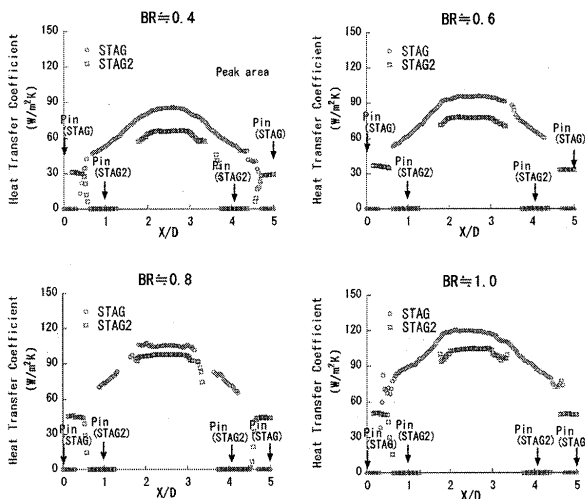 BR≒0.4
150
120
90
60
30
0
Heat Transfer Coefficient
(W/m²K)
STAG
STAG2
Peak area
Pin
(STAG)
Pin
(STAG2)
Pin
(STAG2)
Pin
(STAG)
0 1 2 3 4 5
X/D
BR≒0.6
150
120
90
60
30
0
Heat Transfer Coefficient
(W/m²K)
STAG
STAG2
Pin
(STAG)
Pin
(STAG2)
Pin
(STAG2)
Pin
(STAG)
0 1 2 3 4 5
X/D
BR≒0.8
150
120
90
60
30
0
Heat Transfer Coefficient
(W/m²K)
STAG
STAG2
Pin
(STAG)
Pin
(STAG2)
Pin
(STAG2)
Pin
(STAG)
0 1 2 3 4 5
X/D
BR≒1.0
150
120
90
60
30
0
Heat Transfer Coefficient
(W/m²K)
STAG
STAG2
Pin
(STAG)
Pin
(STAG2)
Pin
(STAG2)
Pin
(STAG)
0 1 2 3 4 5
X/D